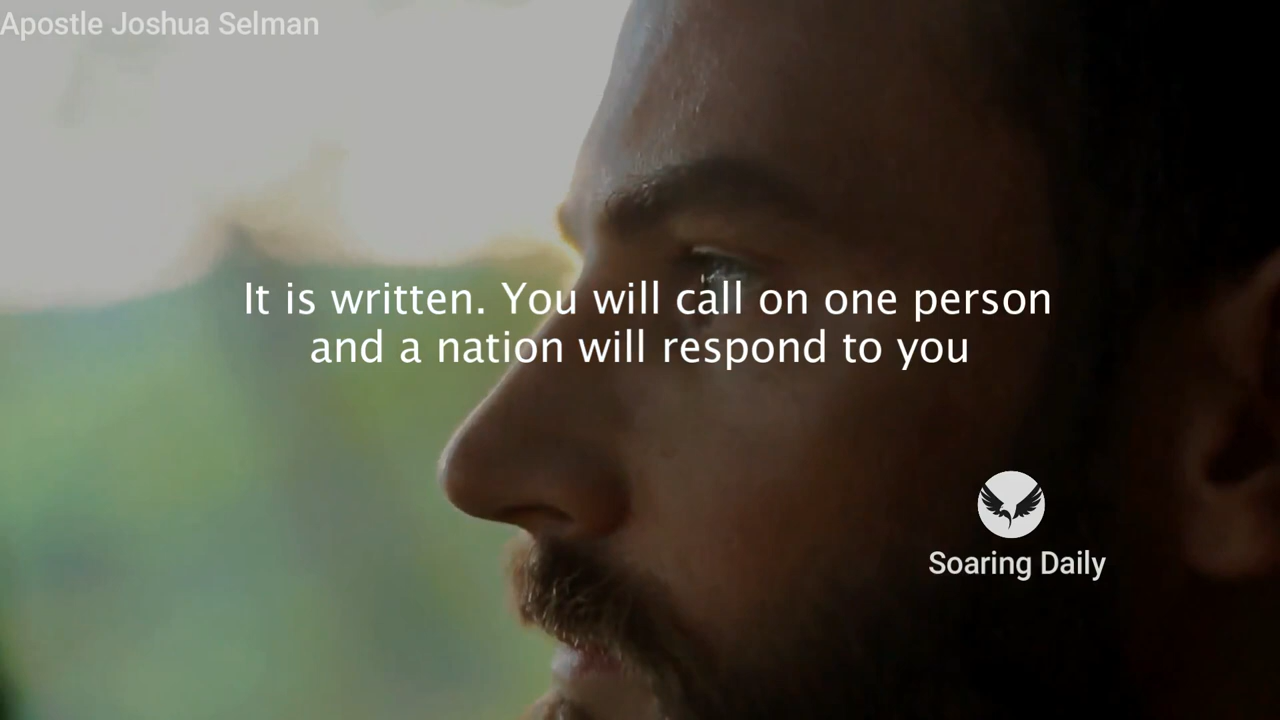 Apostle Joshua Selman
It is written. You will call on one person
and a nation will respond to you
Soaring Daily